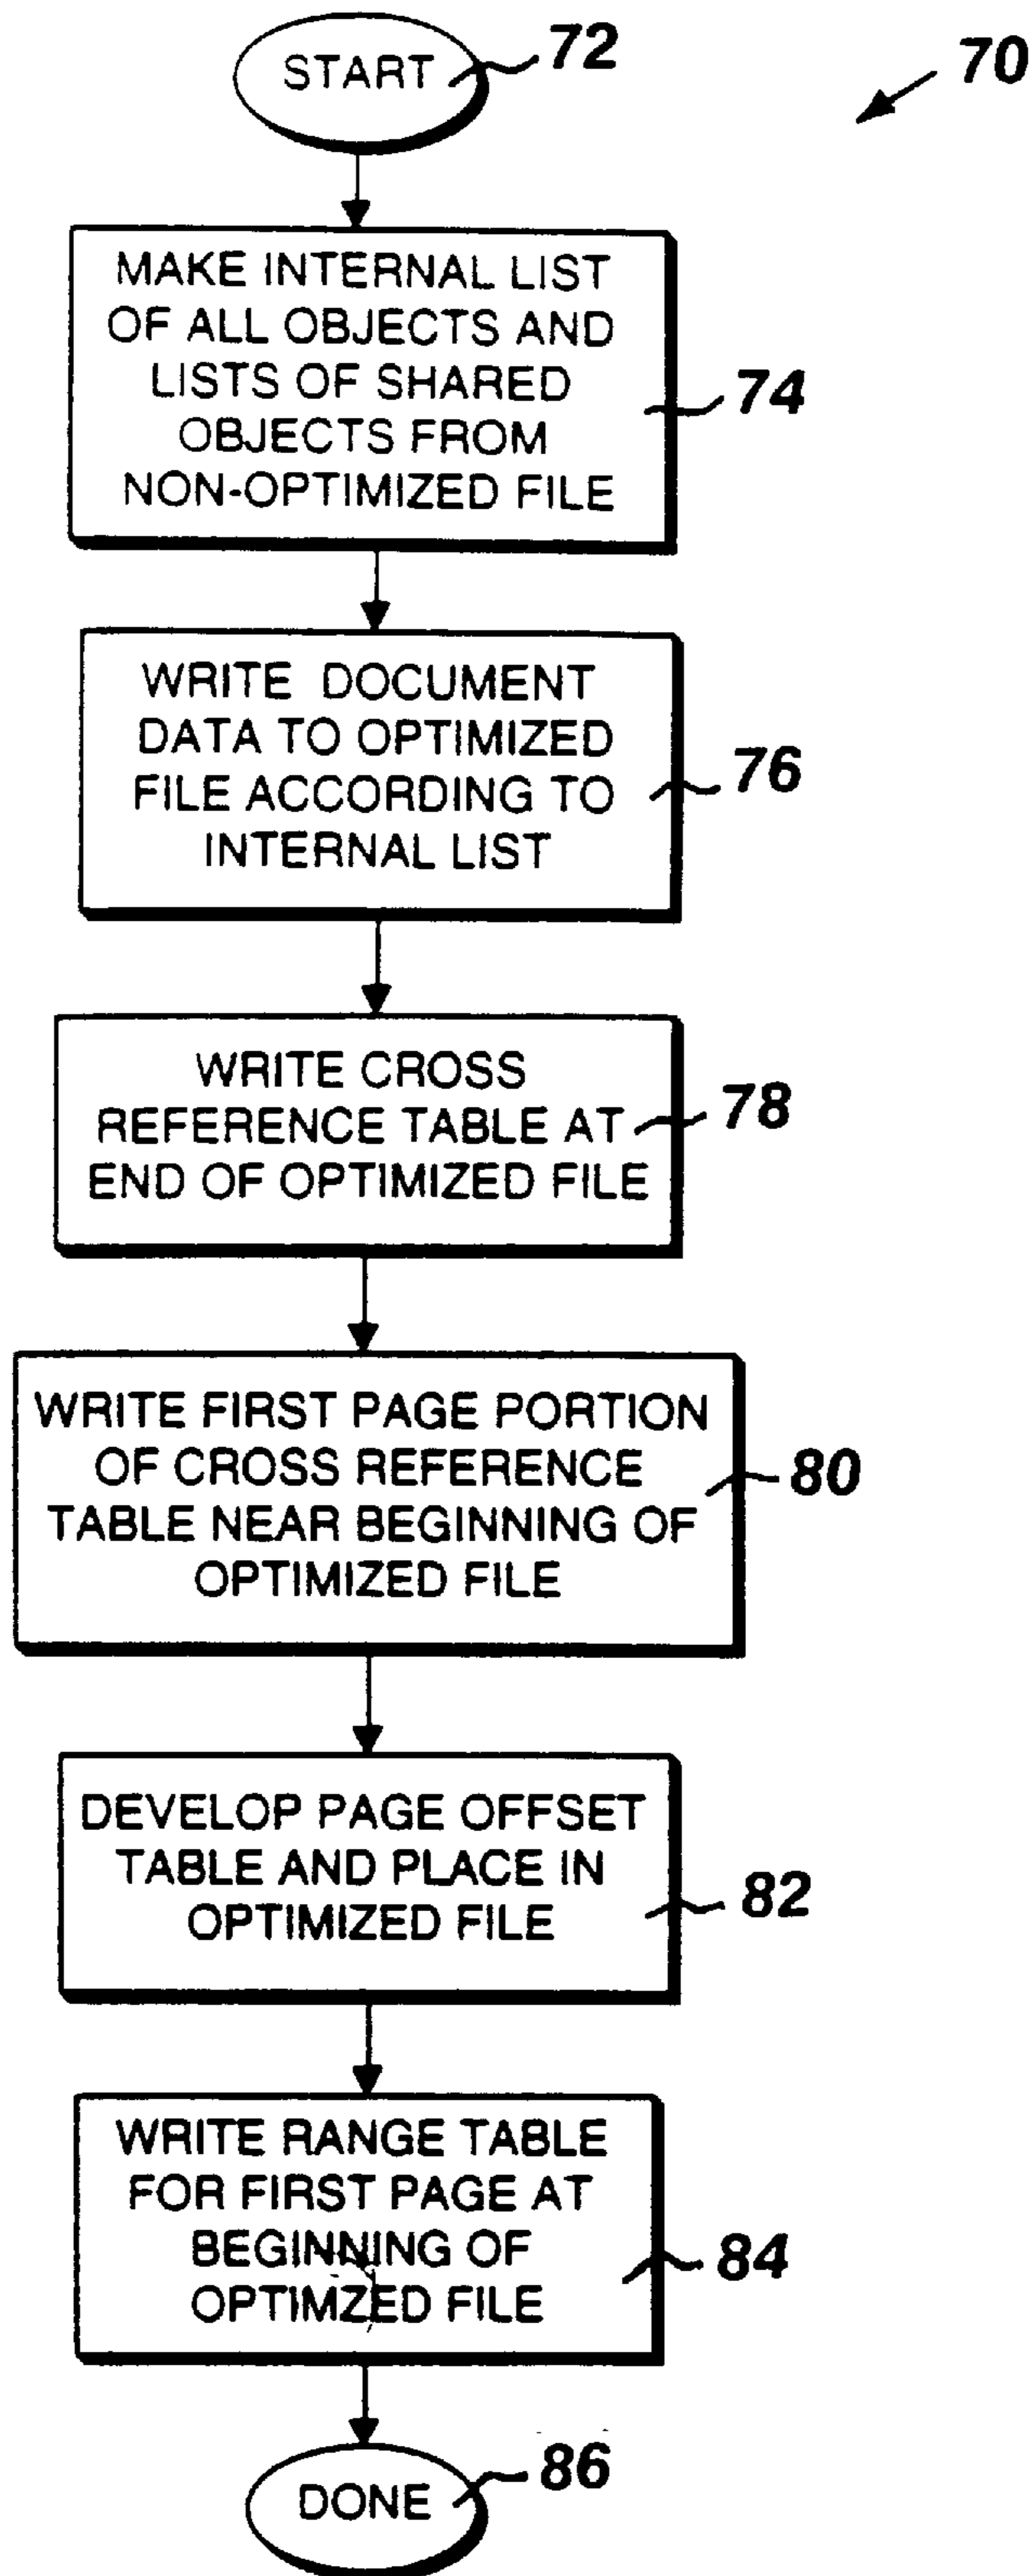 START 72
70
MAKE INTERNAL LIST
OF ALL OBJECTS AND
LISTS OF SHARED
OBJECTS FROM
NON-OPTIMIZED FILE
74
WRITE DOCUMENT
DATA TO OPTIMIZED
FILE ACCORDING TO
INTERNAL LIST
76
WRITE CROSS
REFERENCE TABLE AT
END OF OPTIMIZED FILE
78
WRITE FIRST PAGE PORTION
OF CROSS REFERENCE
TABLE NEAR BEGINNING OF
OPTIMIZED FILE
80
DEVELOP PAGE OFFSET
TABLE AND PLACE IN
OPTIMIZED FILE
82
WRITE RANGE TABLE
FOR FIRST PAGE AT
BEGINNING OF
OPTIMZED FILE
84
DONE 86